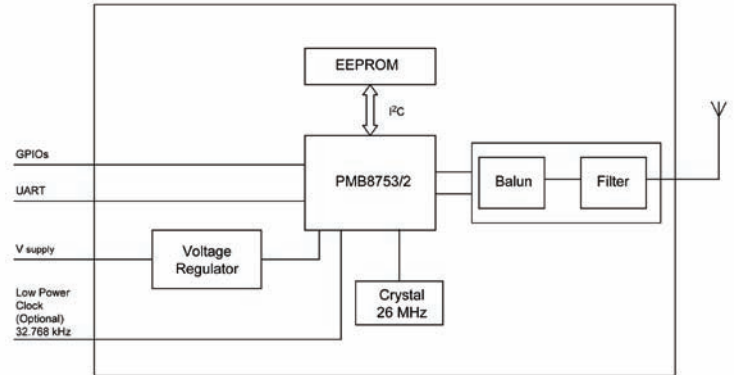 EEPROM
I²C
GPIOs
PMB8753/2
Balun
Filter
UART
V supply
Voltage
Regulator
Low Power
Clock
(Optional)
32.768 kHz
Crystal
26 MHz